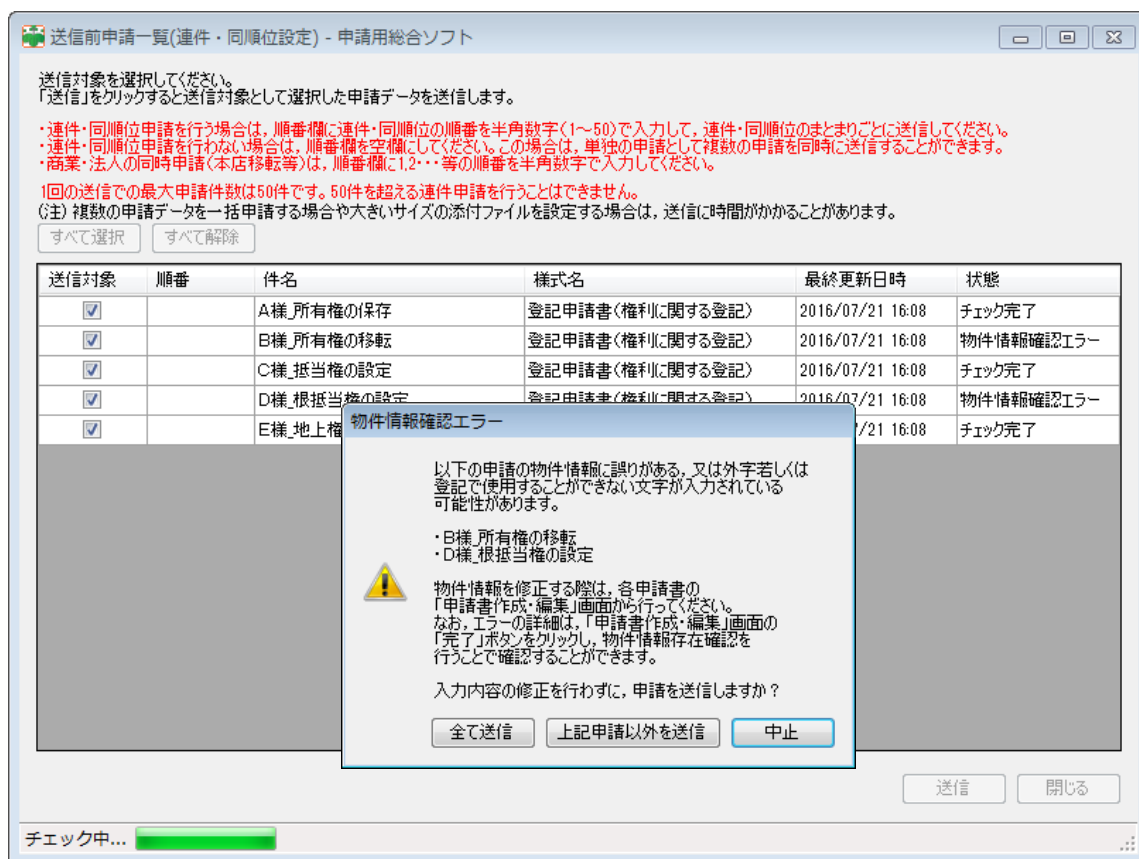 送信前申請一覧(連件・同順位設定) - 申請用総合ソフト
送信対象を選択してください。
「送信」をクリックすると送信対象として選択した申請データを送信します。
・連件・同順位申請を行う場合は，順番欄に連件・同順位の順番を半角数字(1～50)で入力して，連件・同順位のまとまりごとに送信してください。
・連件・同順位申請を行わない場合は，順番欄を空欄にしてください。この場合は，単独の申請として複数の申請を同時に送信することができます。
・商業・法人の同時申請(本店移転等)は，順番欄に1,2・・・等の順番を半角数字で入力してください。
1回の送信での最大申請件数は50件です。50件を超える連件申請を行うことはできません。
(注) 複数の申請データを一括申請する場合や大きいサイズの添付ファイルを設定する場合は，送信に時間がかかることがあります。
すべて選択 すべて解除
送信対象 順番 件名 様式名 最終更新日時 状態
A様_所有権の保存 登記申請書(権利に関する登記) 2016/07/21 16:08 チェック完了
B様_所有権の移転 登記申請書(権利に関する登記) 2016/07/21 16:08 物件情報確認エラー
C様_抵当権の設定 登記申請書(権利に関する登記) 2016/07/21 16:08 チェック完了
D様_根抵当権の設定 登記申請書(権利に関する登記) 2016/07/21 16:08 物件情報確認エラー
E様_地上権 /21 16:08 チェック完了
物件情報確認エラー
以下の申請の物件情報に誤りがある，又は外字若しくは
登記で使用することができない文字が入力されている
可能性があります。
・B様_所有権の移転
・D様_根抵当権の設定
物件情報を修正する際は，各申請書の
「申請書作成・編集」画面から行ってください。
なお，エラーの詳細は，「申請書作成・編集」画面の
「完了」ボタンをクリックし，物件情報存在確認を
行うことで確認することができます。
入力内容の修正を行わずに，申請を送信しますか？
全て送信 上記申請以外を送信 中止
送信 閉じる
チェック中...